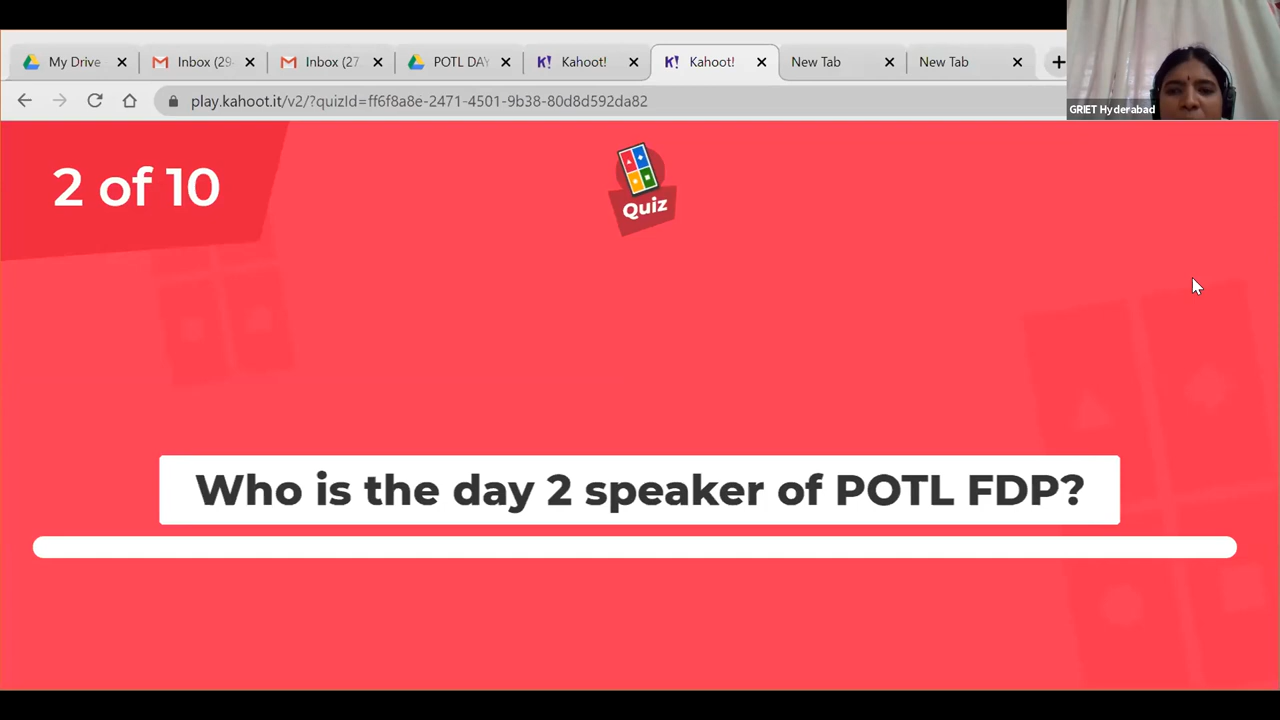 My Drive
Inbox (29-
Inbox (27
POTL DAY
Kahoot!
Kahoot!
New Tab
New Tab
play.kahoot.it/v2/?quizId=ff6f8a8e-2471-4501-9b38-80d8d592da82
GRIET Hyderabad
2 of 10
Quiz
Who is the day 2 speaker of POTL FDP?